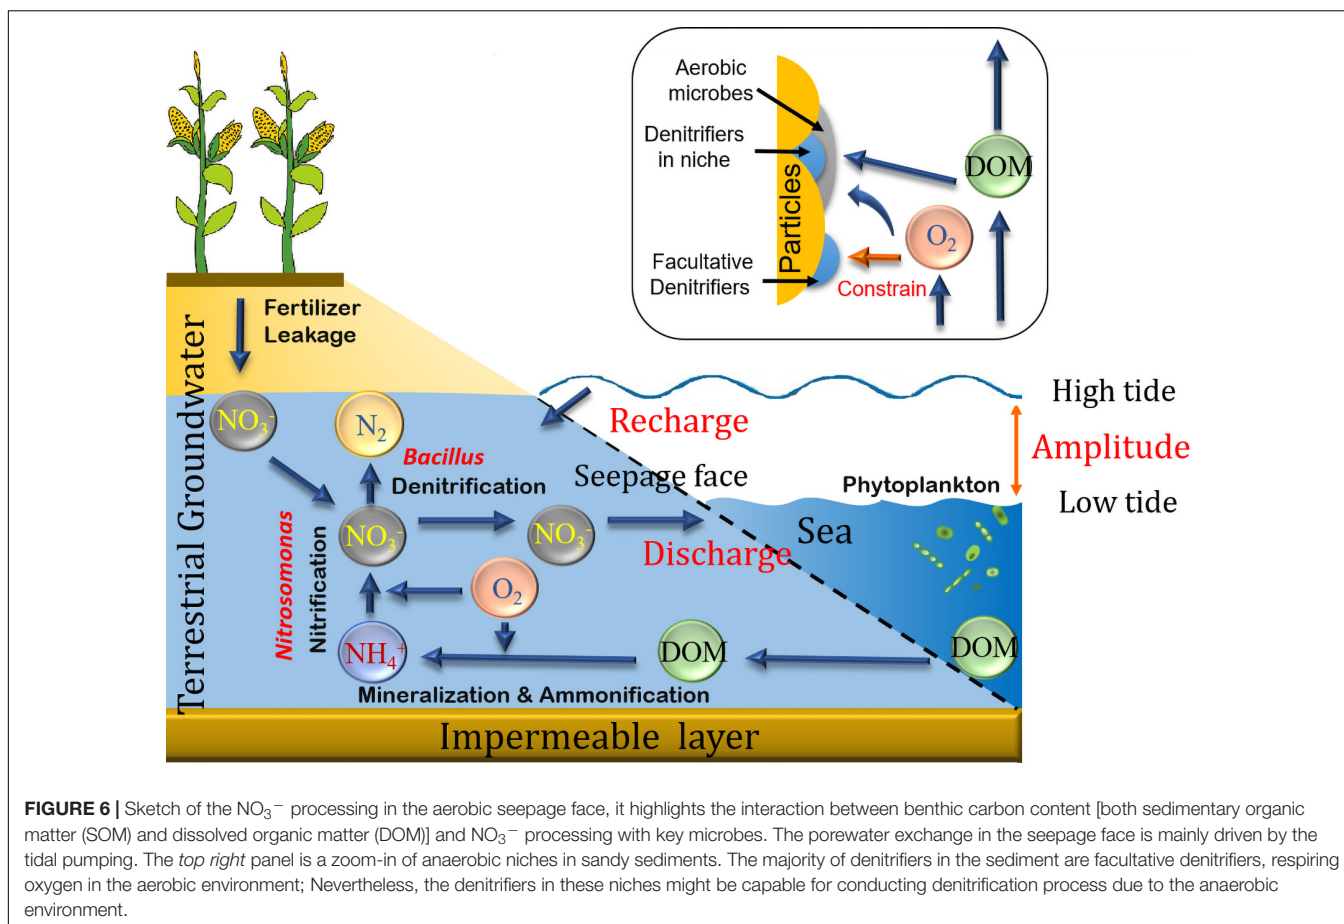 Aerobic
microbes
Denitrifiers
in niche
Particles
Facultative
Denitrifiers
DOM
O₂
Constrain
Fertilizer
Leakage
Terrestrial Groundwater
NO₃⁻
N₂
Bacillus
Denitrification
Nitrosomonas
Nitrification
NO₃⁻
NO₃⁻
O₂
NH₄⁺
DOM
DOM
Mineralization & Ammonification
Recharge
Seepage face
Discharge
Sea
Phytoplankton
High tide
Amplitude
Low tide
Impermeable layer
FIGURE 6 | Sketch of the NO₃⁻ processing in the aerobic seepage face, it highlights the interaction between benthic carbon content [both sedimentary organic
matter (SOM) and dissolved organic matter (DOM)] and NO₃⁻ processing with key microbes. The porewater exchange in the seepage face is mainly driven by the
tidal pumping. The top right panel is a zoom-in of anaerobic niches in sandy sediments. The majority of denitrifiers in the sediment are facultative denitrifiers, respiring
oxygen in the aerobic environment; Nevertheless, the denitrifiers in these niches might be capable for conducting denitrification process due to the anaerobic
environment.